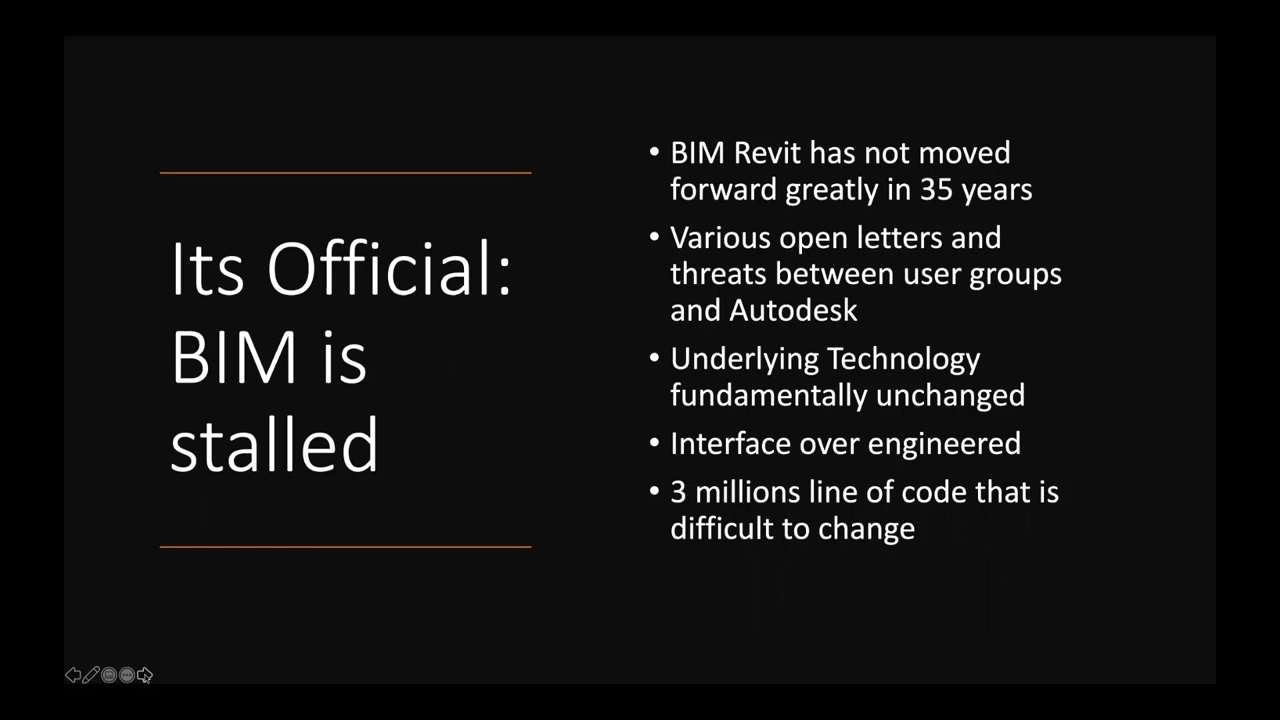 Its Official:
BIM is
stalled
• BIM Revit has not moved
forward greatly in 35 years
• Various open letters and
threats between user groups
and Autodesk
• Underlying Technology
fundamentally unchanged
• Interface over engineered
• 3 millions line of code that is
difficult to change